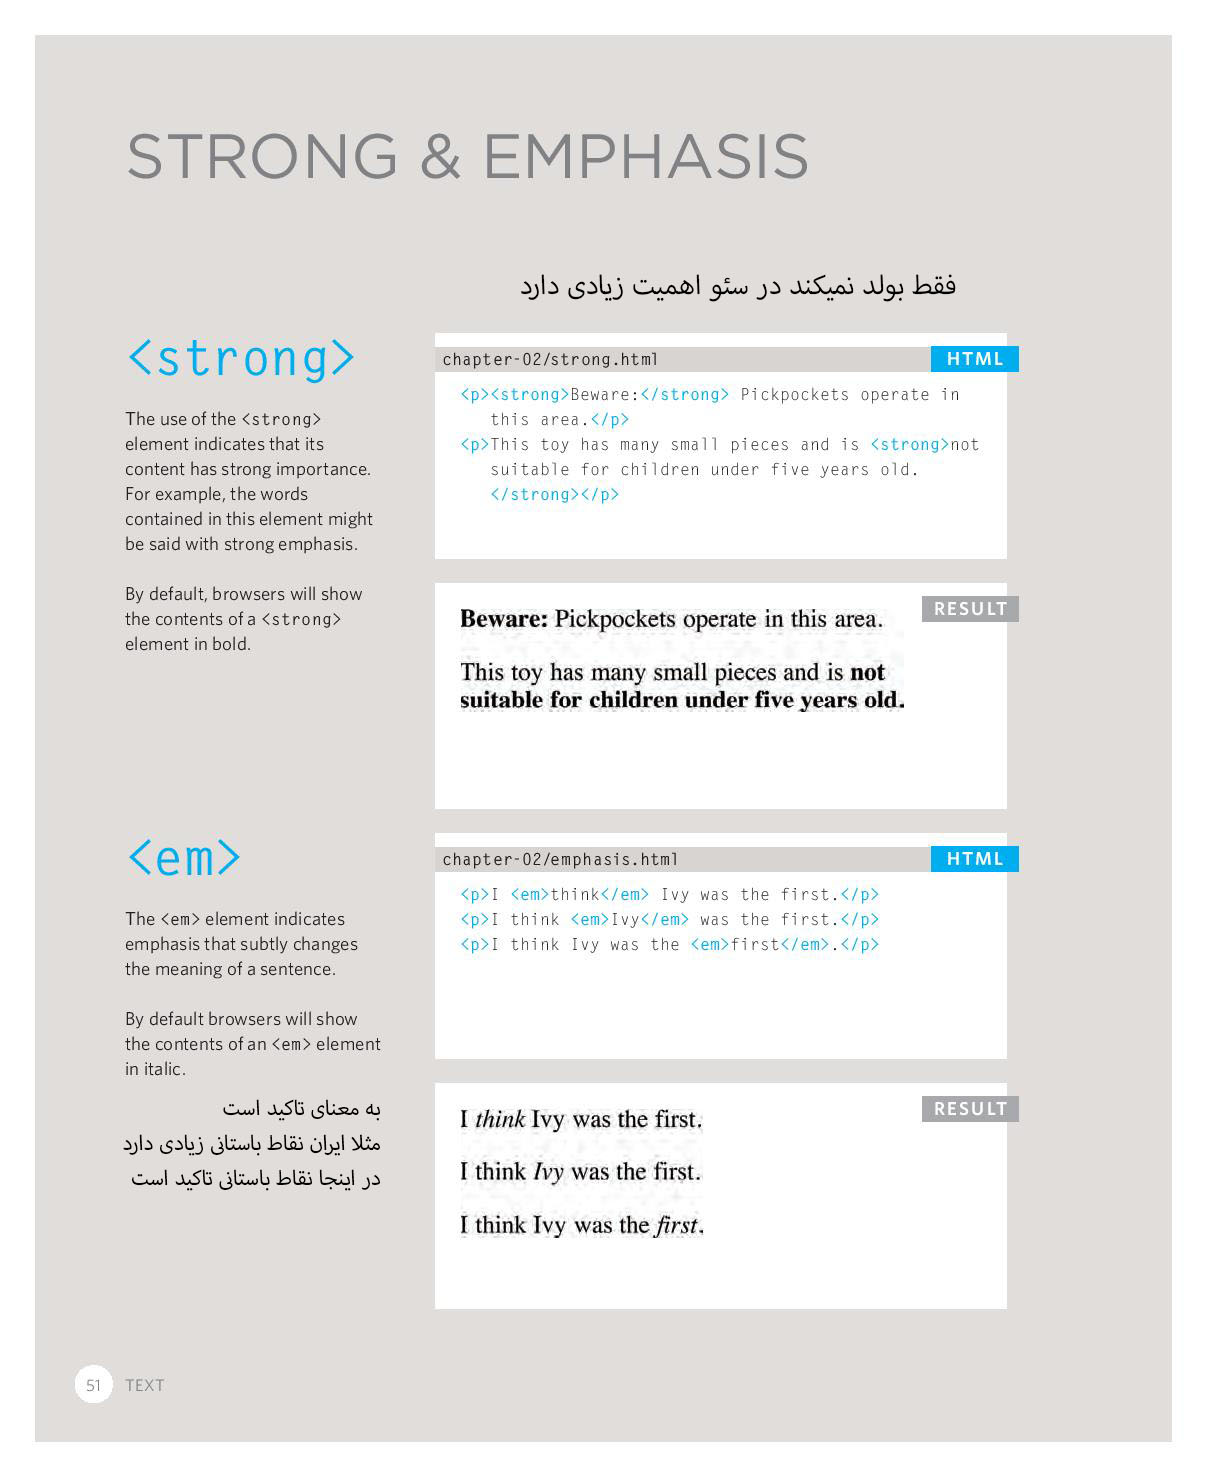 STRONG & EMPHASIS
فقط بولد نمیکند در سئو اهمیت زیادی دارد
<strong>
The use of the <strong>
element indicates that its
content has strong importance.
For example, the words
contained in this element might
be said with strong emphasis.
By default, browsers will show
the contents of a <strong>
element in bold.
chapter-02/strong.html
HTML
<p><strong>Beware:</strong> Pickpockets operate in
this area.</p>
<p>This toy has many small pieces and is <strong>not
suitable for children under five years old.
</strong></p>
RESULT
Beware: Pickpockets operate in this area.
This toy has many small pieces and is not
suitable for children under five years old.
<em>
The <em> element indicates
emphasis that subtly changes
the meaning of a sentence.
By default browsers will show
the contents of an <em> element
in italic.
به معنای تاکید است
مثلا ایران نقاط باستانی زیادی دارد
در اینجا نقاط باستانی تاکید است
chapter-02/emphasis.html
HTML
<p>I <em>think</em> Ivy was the first.</p>
<p>I think <em>Ivy</em> was the first.</p>
<p>I think Ivy was the <em>first</em>.</p>
RESULT
I think Ivy was the first.
I think Ivy was the first.
I think Ivy was the first.
51 TEXT